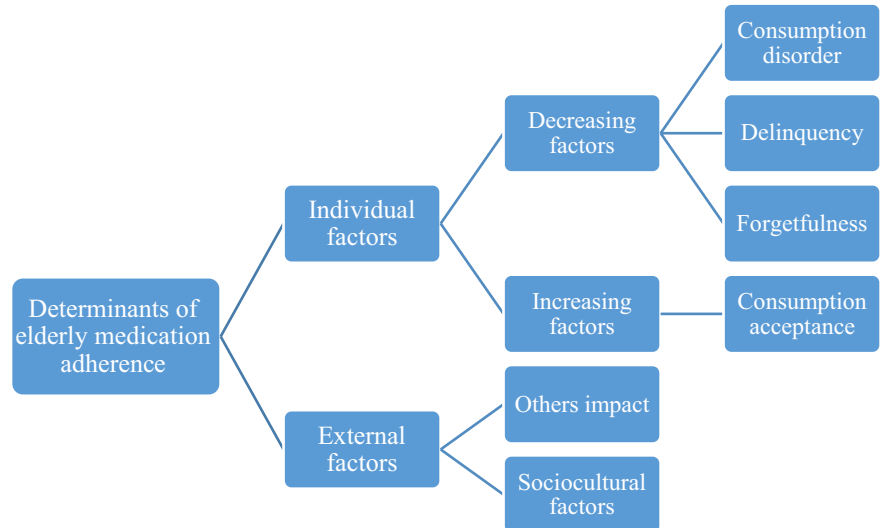 Consumption
disorder
Decreasing
factors
Delinquency
Individual
factors
Forgetfulness
Determinants of
elderly medication
adherence
Increasing
factors
Consumption
acceptance
Others impact
External
factors
Sociocultural
factors